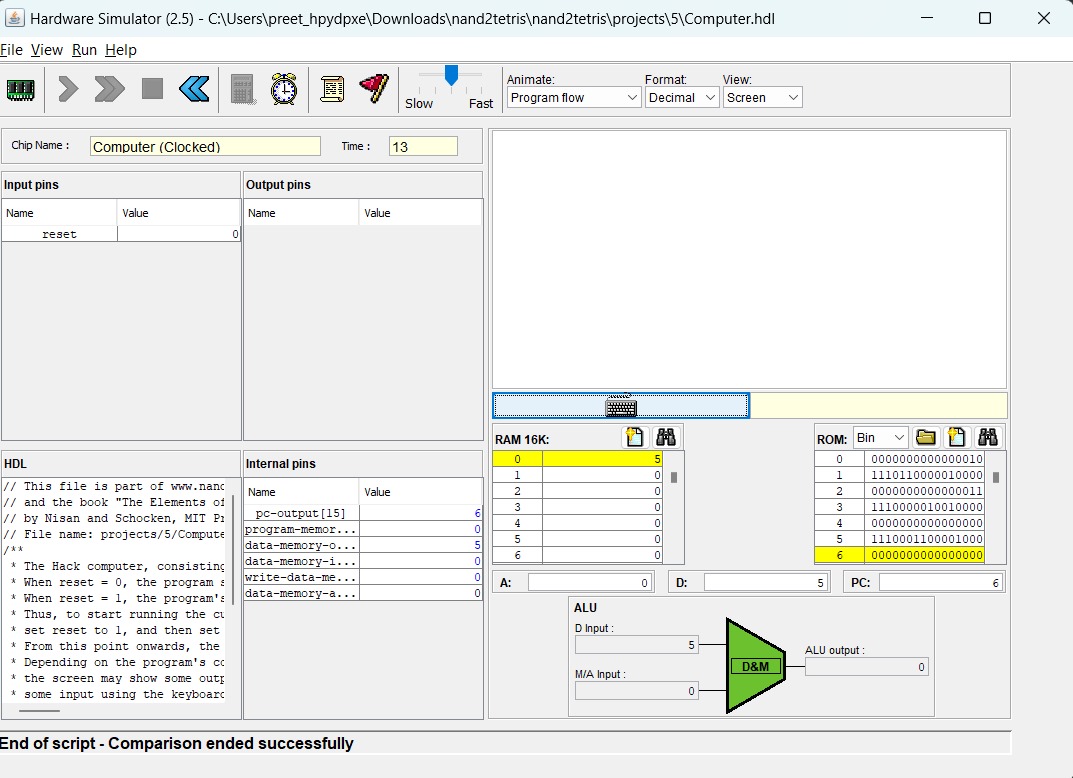 Hardware Simulator (2.5) - C:\Users\preet_hpydpxe\Downloads\nand2tetris\nand2tetris\projects\5\Computer.hdl
File View Run Help
Slow Fast
Animate:
Program flow
Format:
Decimal
View:
Screen
Chip Name : Computer (Clocked) Time : 13
Input pins
Name Value
reset 0
Output pins
Name Value
HDL
// This file is part of www.nanc
// and the book "The Elements of
// by Nisan and Schocken, MIT Pr
// File name: projects/5/Compute
/**
* The Hack computer, consisting
* When reset = 0, the program s
* When reset = 1, the program's
* Thus, to start running the cu
* set reset to 1, and then set
* From this point onwards, the
* Depending on the program's cc
* the screen may show some outp
* some input using the keyboard
Internal pins
Name Value
pc-output[15] 6
program-memor... 0
data-memory-o... 5
data-memory-i... 0
write-data-me... 0
data-memory-a... 0
RAM 16K:
0 5
1 0
2 0
3 0
4 0
5 0
6 0
ROM: Bin
0 0000000000000010
1 1110110000010000
2 0000000000000011
3 1110000010010000
4 0000000000000000
5 1110001100001000
6 0000000000000000
A: 0 D: 5 PC: 6
ALU
D Input :
5
M/A Input :
0
D&M
ALU output :
0
End of script - Comparison ended successfully